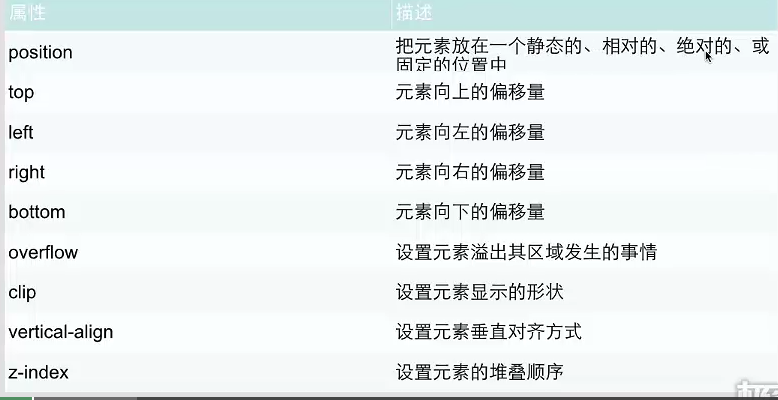 属性 描述
position 把元素放在一个静态的、相对的、绝对的、或
固定的位置中
top 元素向上的偏移量
left 元素向左的偏移量
right 元素向右的偏移量
bottom 元素向下的偏移量
overflow 设置元素溢出其区域发生的事情
clip 设置元素显示的形状
vertical-align 设置元素垂直对齐方式
z-index 设置元素的堆叠顺序